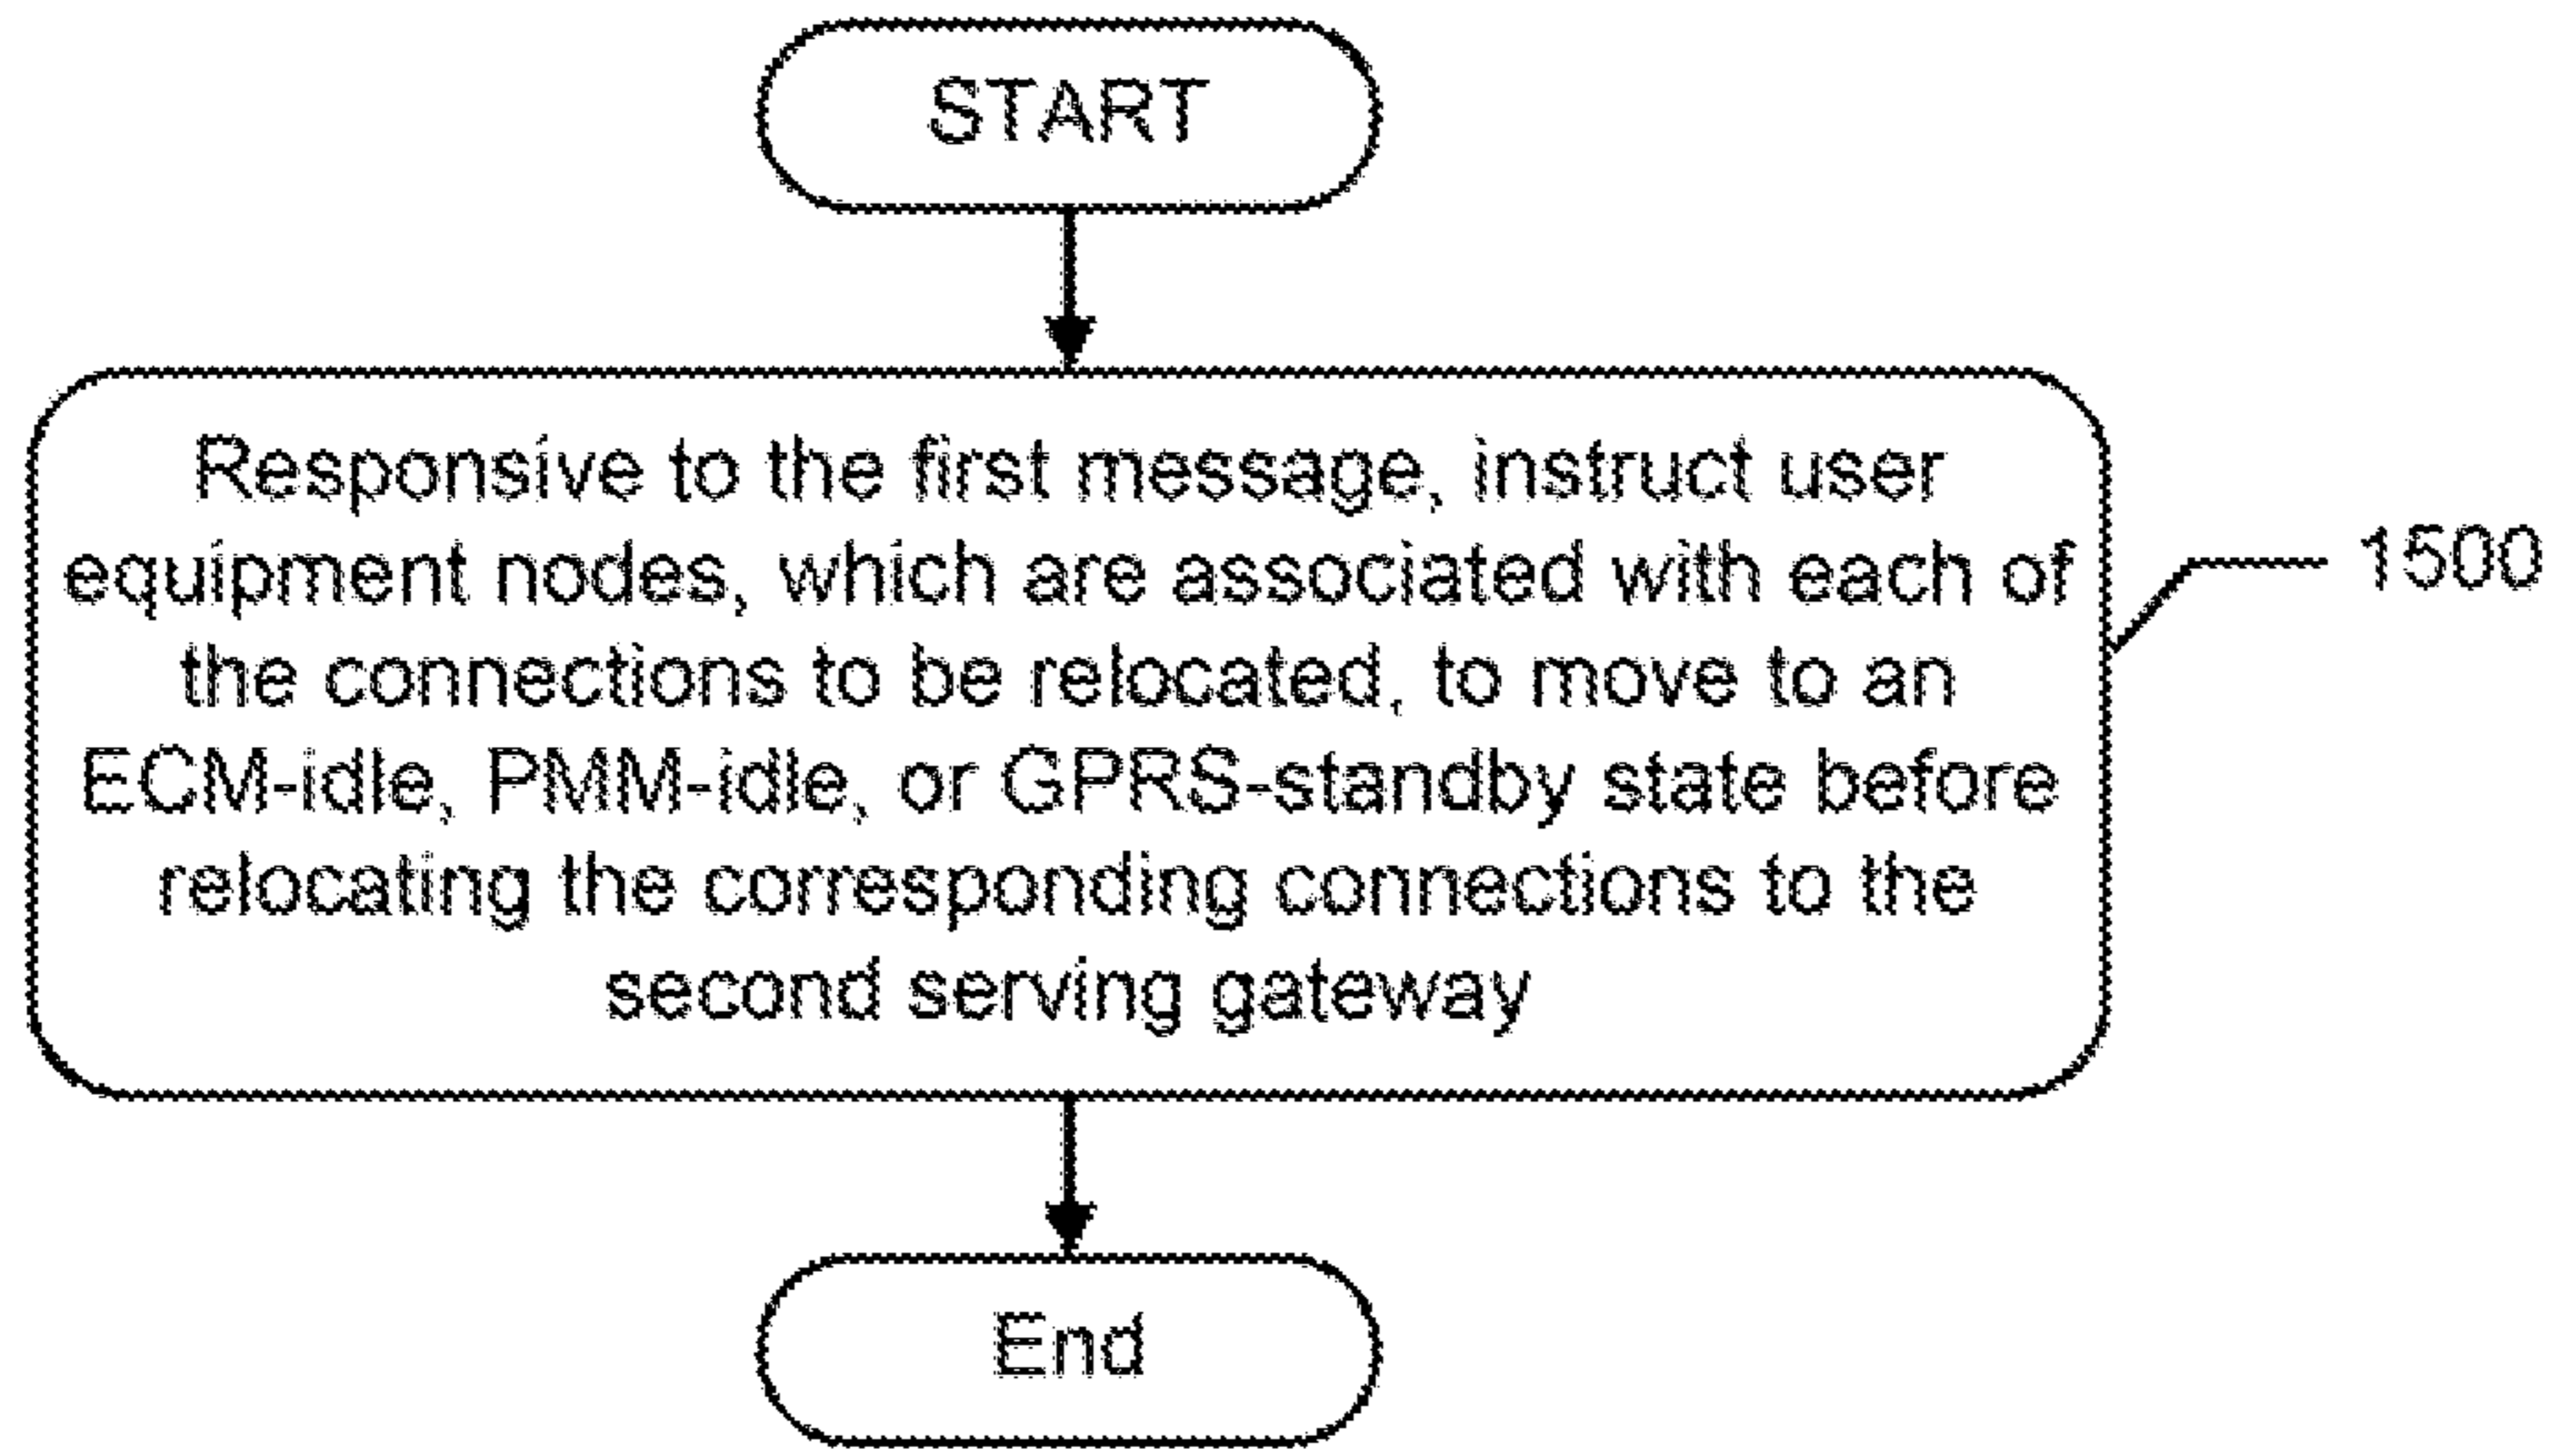 START
Responsive to the first message, instruct user
equipment nodes, which are associated with each of
the connections to be relocated, to move to an
ECM-idle, PMM-idle, or GPRS-standby state before
relocating the corresponding connections to the
second serving gateway
1500
End